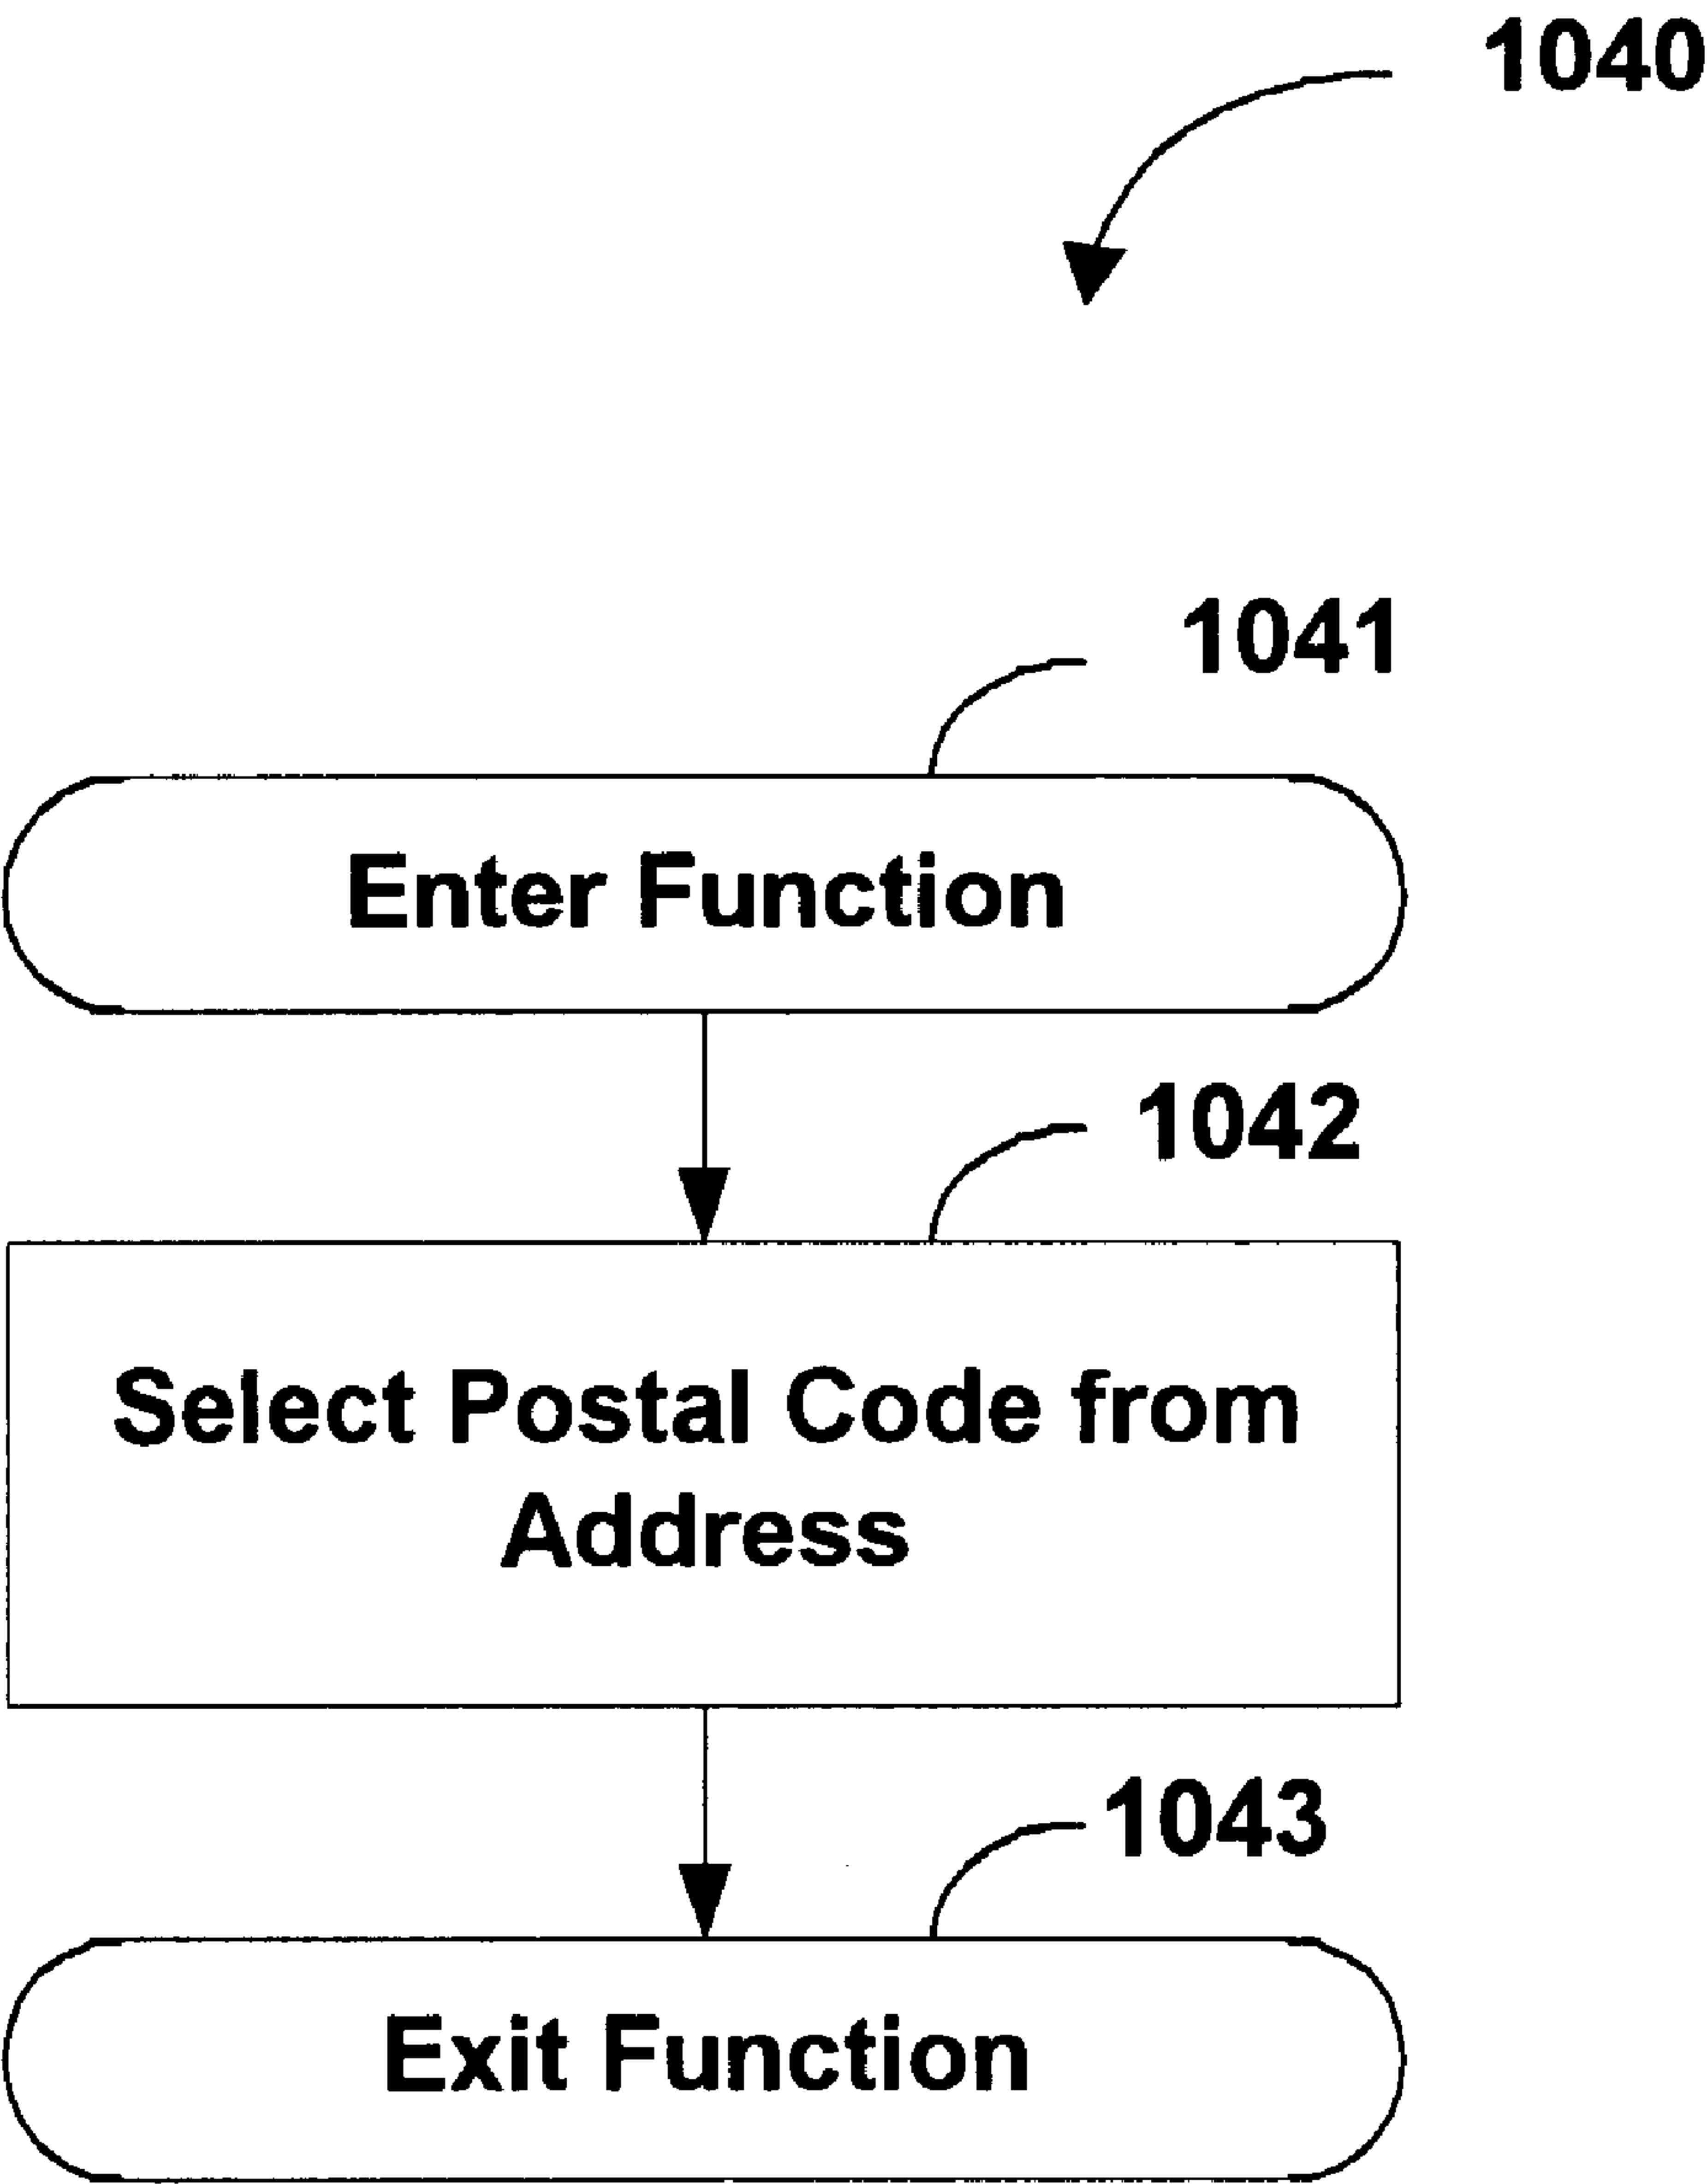 1040
1041
Enter Function
1042
Select Postal Code from
Address
1043
Exit Function